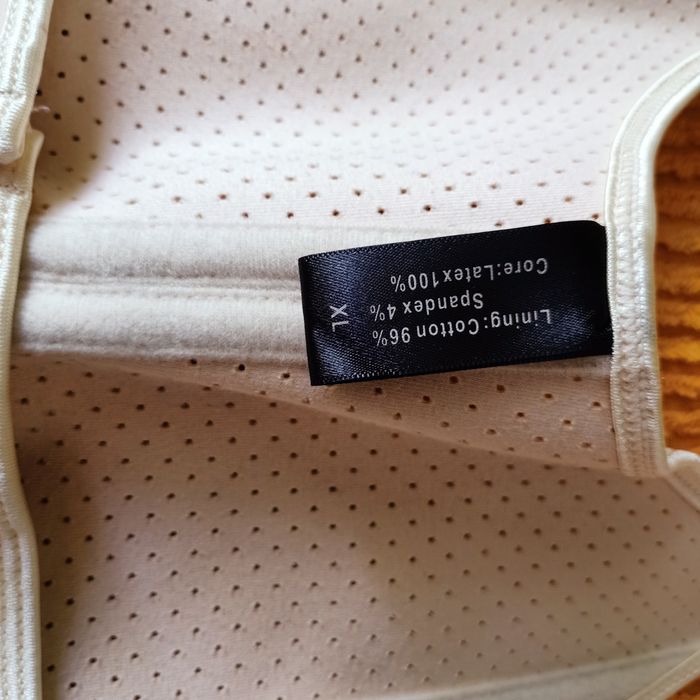 Lining:Cotton 96%
Spandex 4%
Core:Latex100%
XL